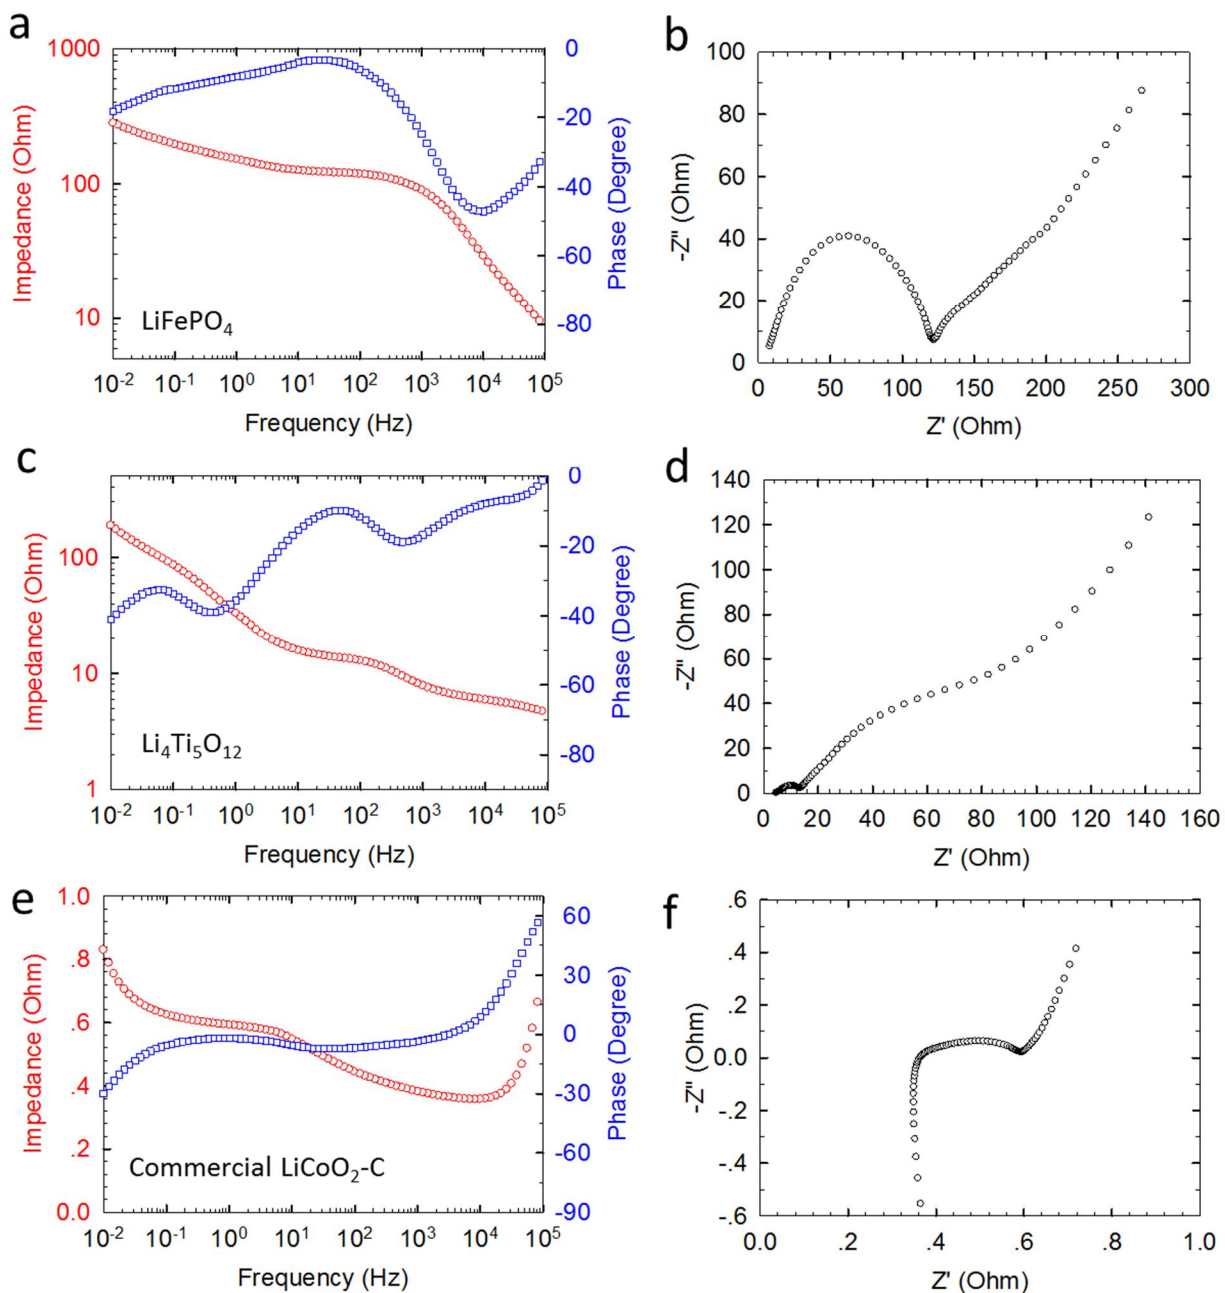 a
1000
100
10
Impedance (Ohm)
0
-20
-40
-60
-80
Phase (Degree)
LiFePO₄
10⁻² 10⁻¹ 10⁰ 10¹ 10² 10³ 10⁴ 10⁵
Frequency (Hz)
b
100
80
60
40
20
0
-Z" (Ohm)
0 50 100 150 200 250 300
Z' (Ohm)
c
100
10
1
Impedance (Ohm)
0
-20
-40
-60
-80
Phase (Degree)
Li₄Ti₅O₁₂
10⁻² 10⁻¹ 10⁰ 10¹ 10² 10³ 10⁴ 10⁵
Frequency (Hz)
d
140
120
100
80
60
40
20
0
-Z" (Ohm)
0 20 40 60 80 100 120 140 160
Z' (Ohm)
e
1.0
.8
.6
.4
.2
0.0
Impedance (Ohm)
60
30
0
-30
-60
-90
Phase (Degree)
Commercial LiCoO₂-C
10⁻² 10⁻¹ 10⁰ 10¹ 10² 10³ 10⁴ 10⁵
Frequency (Hz)
f
.6
.4
.2
0.0
-.2
-.4
-.6
-Z" (Ohm)
0.0 .2 .4 .6 .8 1.0
Z' (Ohm)